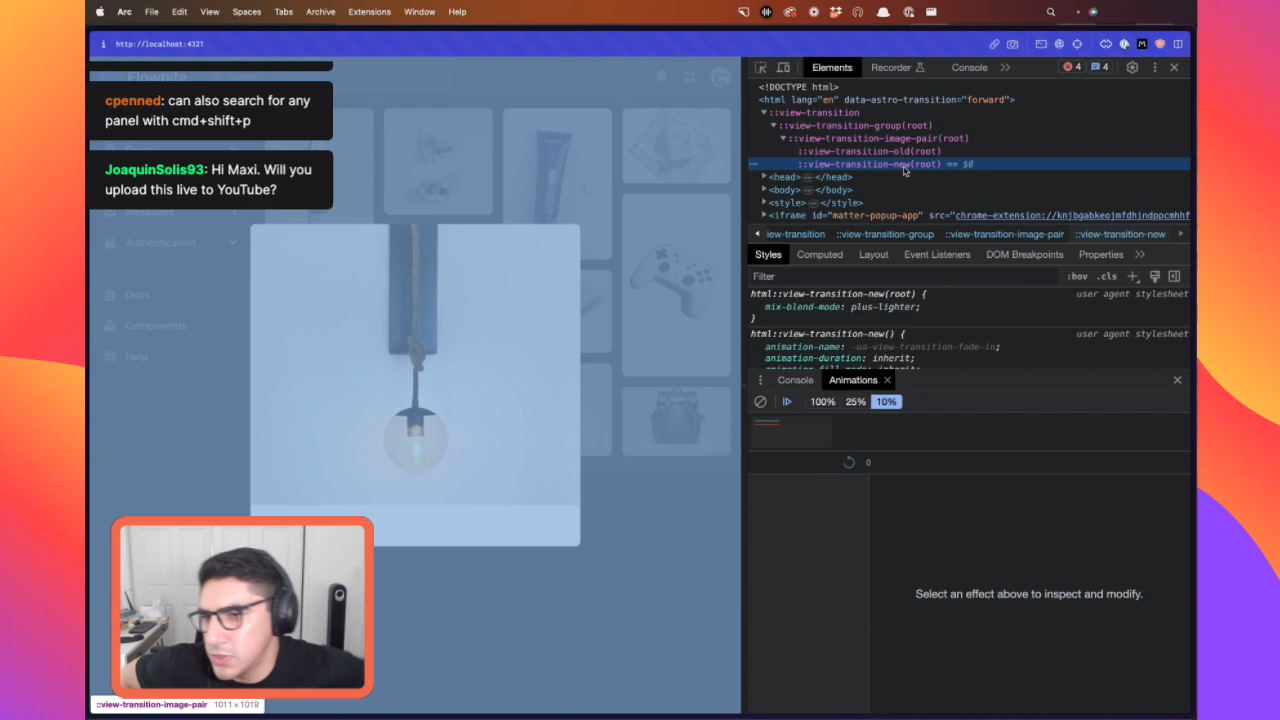 Arc File Edit View Spaces Tabs Archive Extensions Window Help
http://localhost:4321
Flowbite
cpenned: can also search for any
panel with cmd+shift+p
JoaquinSolis93: Hi Maxi. Will you
upload this live to YouTube?
Messages
Authentication
Docs
Components
Help
::view-transition-image-pair 1011 × 1019
Elements Recorder Console 4 4
<!DOCTYPE html>
<html lang="en" data-astro-transition="forward">
::view-transition
::view-transition-group(root)
::view-transition-image-pair(root)
::view-transition-old(root)
::view-transition-new(root) == $0
<head> </head>
<body> </body>
<style> </style>
<iframe id="matter-popup-app" src="chrome-extension://knjbgabkeojmfdhindppcmhhf
iew-transition ::view-transition-group ::view-transition-image-pair ::view-transition-new
Styles Computed Layout Event Listeners DOM Breakpoints Properties
Filter :hov .cls
html::view-transition-new(root) { user agent stylesheet
mix-blend-mode: plus-lighter;
}
html::view-transition-new() { user agent stylesheet
animation-name: -ua-view-transition-fade-in;
animation-duration: inherit;
animation-fill-mode: inherit;
Console Animations
100% 25% 10%
0
Select an effect above to inspect and modify.